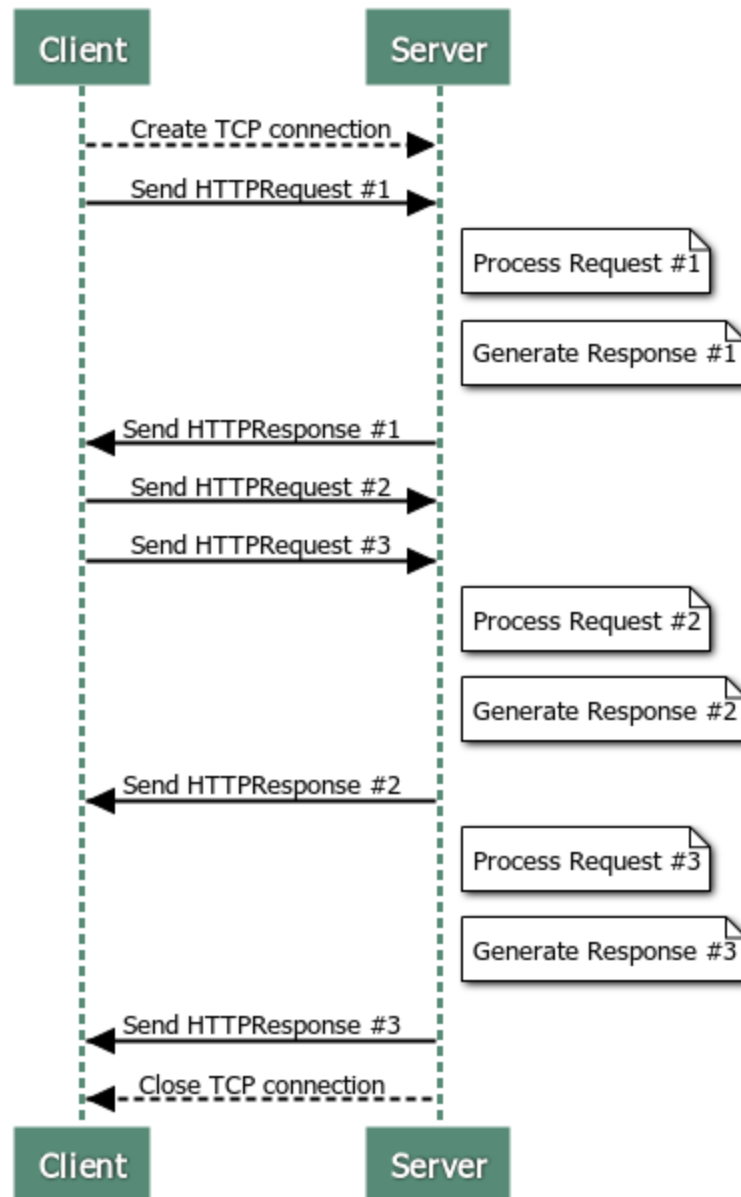 Client
Server
Create TCP connection
Send HTTPRequest #1
Process Request #1
Generate Response #1
Send HTTPResponse #1
Send HTTPRequest #2
Send HTTPRequest #3
Process Request #2
Generate Response #2
Send HTTPResponse #2
Process Request #3
Generate Response #3
Send HTTPResponse #3
Close TCP connection
Client
Server